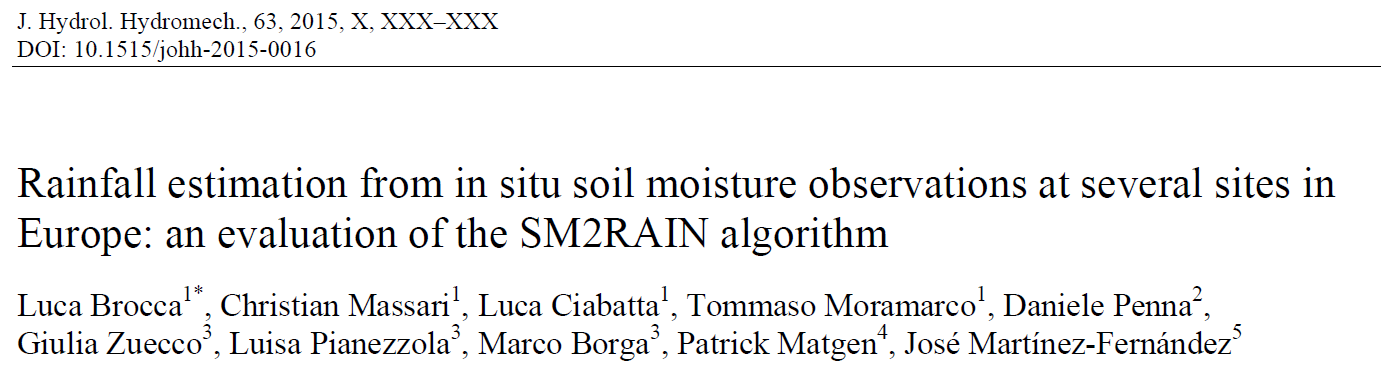 J. Hydrol. Hydromech., 63, 2015, X, XXX–XXX
DOI: 10.1515/johh-2015-0016
Rainfall estimation from in situ soil moisture observations at several sites in
Europe: an evaluation of the SM2RAIN algorithm
Luca Brocca1*, Christian Massari1, Luca Ciabatta1, Tommaso Moramarco1, Daniele Penna2,
Giulia Zuecco3, Luisa Pianezzola3, Marco Borga3, Patrick Matgen4, José Martínez-Fernández5